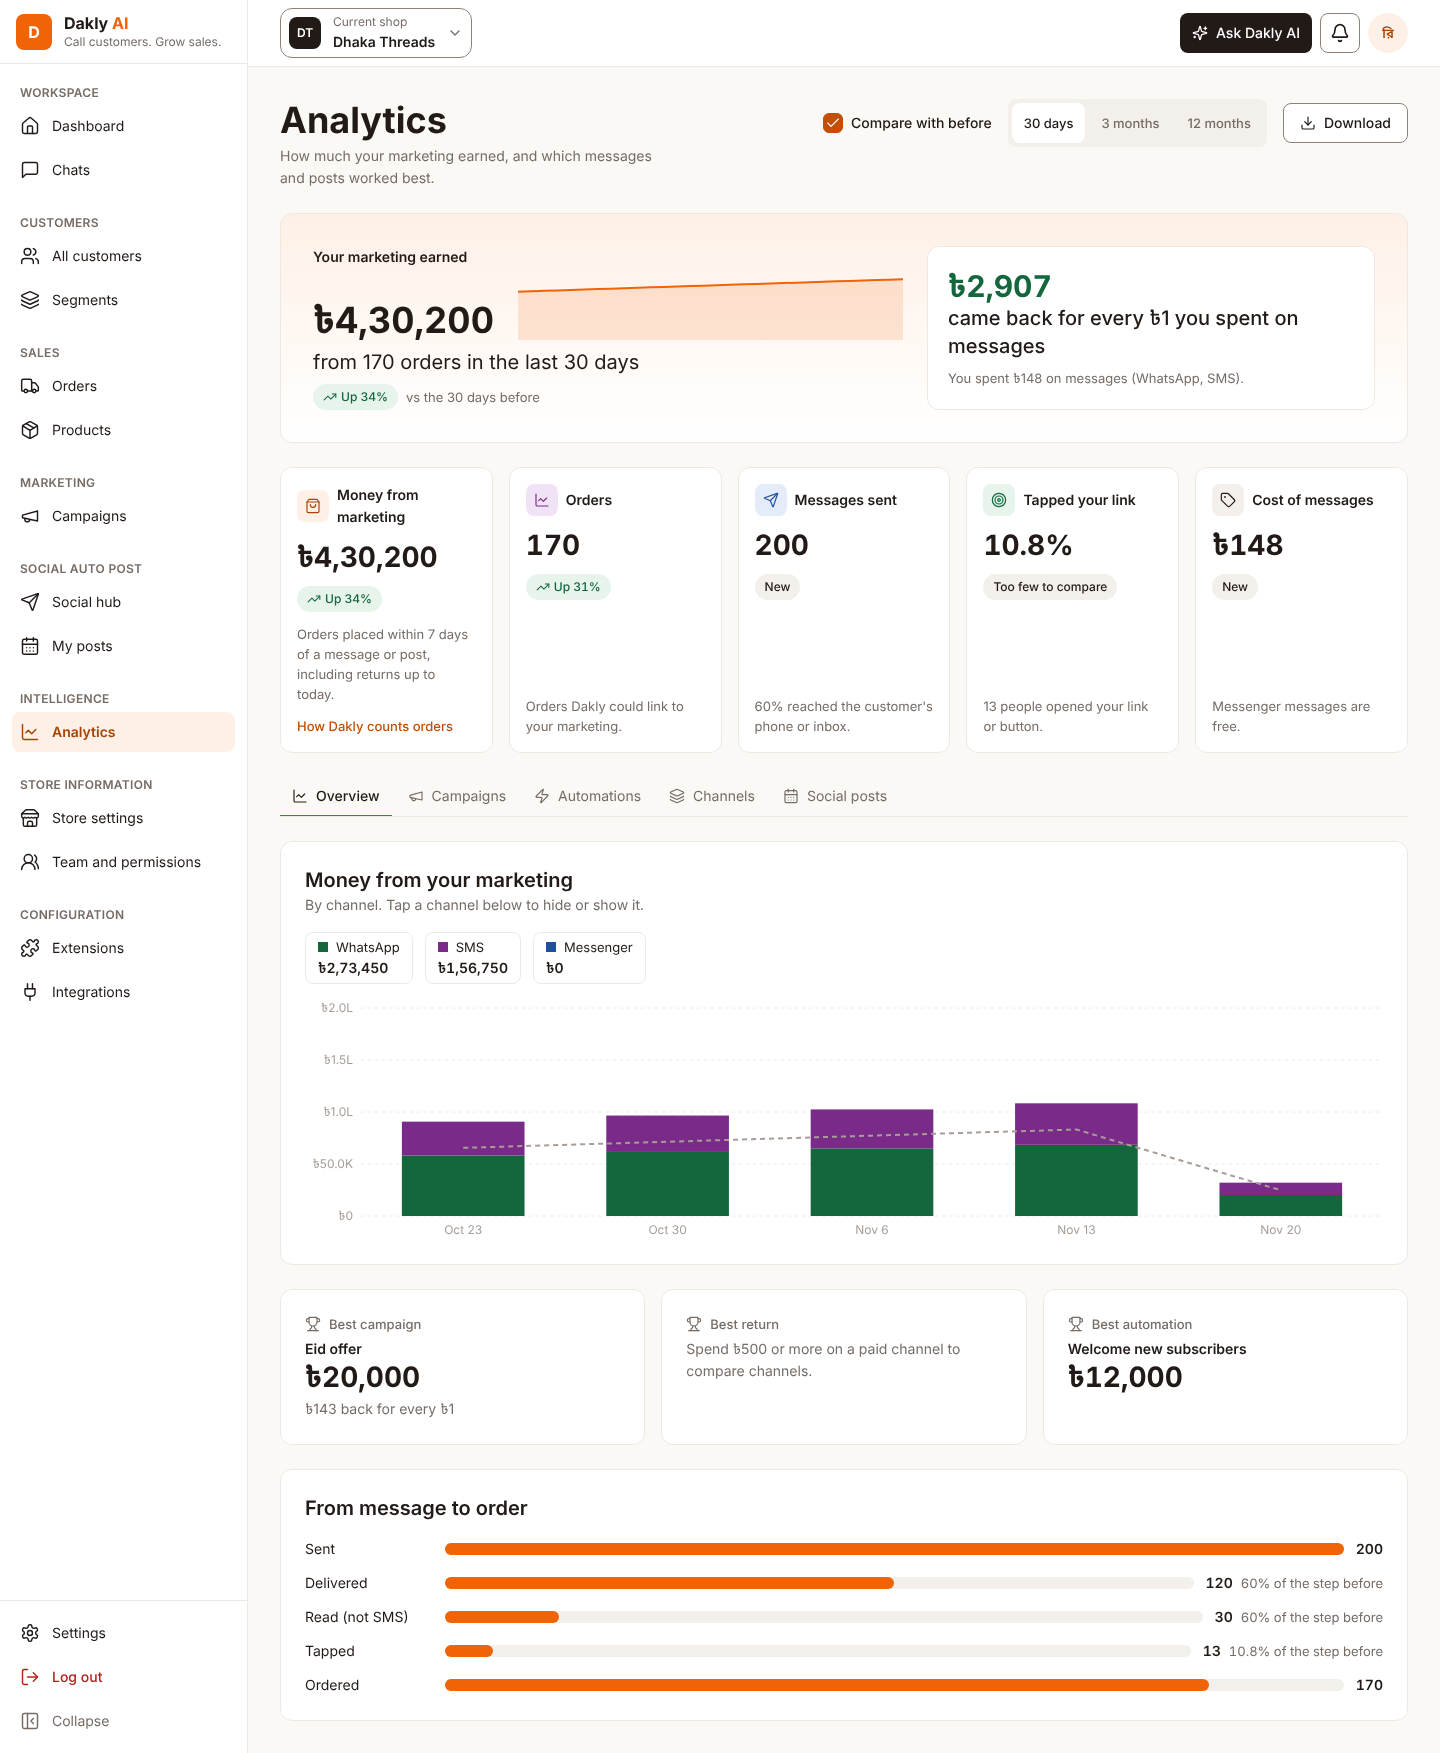 D
Dakly AI
Call customers. Grow sales.
DT
Current shop
Dhaka Threads
Ask Dakly AI
রি
WORKSPACE
Dashboard
Chats
CUSTOMERS
All customers
Segments
SALES
Orders
Products
MARKETING
Campaigns
SOCIAL AUTO POST
Social hub
My posts
INTELLIGENCE
Analytics
STORE INFORMATION
Store settings
Team and permissions
CONFIGURATION
Extensions
Integrations
Settings
Log out
Collapse
Analytics
How much your marketing earned, and which messages
and posts worked best.
Compare with before
30 days
3 months
12 months
Download
Your marketing earned
৳4,30,200
from 170 orders in the last 30 days
Up 34%
vs the 30 days before
৳2,907
came back for every ৳1 you spent on
messages
You spent ৳148 on messages (WhatsApp, SMS).
Money from
marketing
৳4,30,200
Up 34%
Orders placed within 7 days
of a message or post,
including returns up to
today.
How Dakly counts orders
Orders
170
Up 31%
Orders Dakly could link to
your marketing.
Messages sent
200
New
60% reached the customer's
phone or inbox.
Tapped your link
10.8%
Too few to compare
13 people opened your link
or button.
Cost of messages
৳148
New
Messenger messages are
free.
Overview
Campaigns
Automations
Channels
Social posts
Money from your marketing
By channel. Tap a channel below to hide or show it.
WhatsApp
৳2,73,450
SMS
৳1,56,750
Messenger
৳0
৳2.0L
৳1.5L
৳1.0L
৳50.0K
৳0
Oct 23
Oct 30
Nov 6
Nov 13
Nov 20
Best campaign
Eid offer
৳20,000
৳143 back for every ৳1
Best return
Spend ৳500 or more on a paid channel to
compare channels.
Best automation
Welcome new subscribers
৳12,000
From message to order
Sent
200
Delivered
120 60% of the step before
Read (not SMS)
30 60% of the step before
Tapped
13 10.8% of the step before
Ordered
170